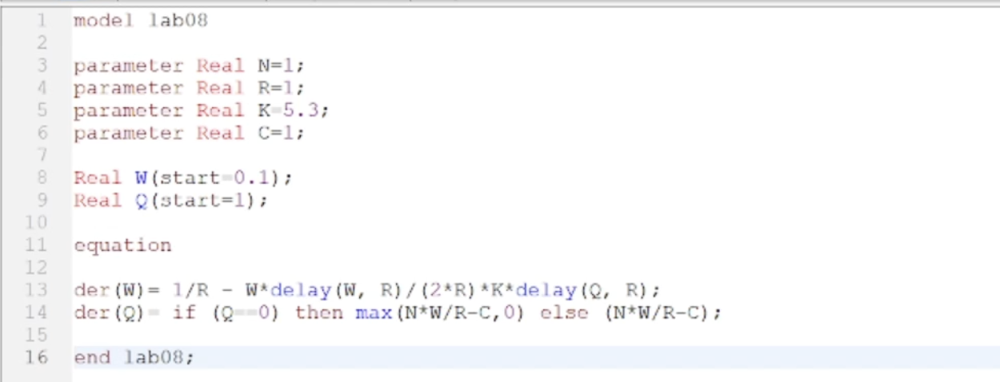 1 model lab08
2
3 parameter Real N=1;
4 parameter Real R=1;
5 parameter Real K=5.3;
6 parameter Real C=1;
7
8 Real W(start=0.1);
9 Real Q(start=1);
10
11 equation
12
13 der(W)= 1/R - W*delay(W, R)/(2*R)*K*delay(Q, R);
14 der(Q)= if (Q==0) then max(N*W/R-C,0) else (N*W/R-C);
15
16 end lab08;